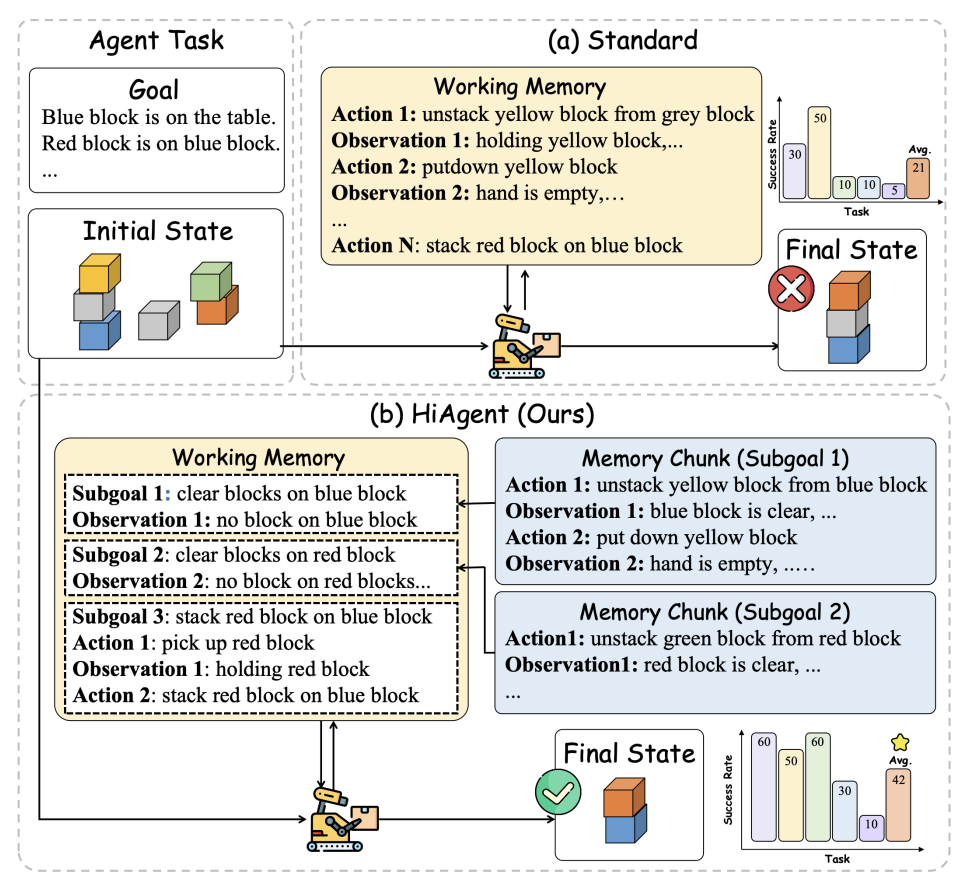 Agent Task
Goal
Blue block is on the table.
Red block is on blue block.
...
Initial State
(a) Standard
Working Memory
Action 1: unstack yellow block from grey block
Observation 1: holding yellow block,...
Action 2: putdown yellow block
Observation 2: hand is empty,...
...
Action N: stack red block on blue block
Success Rate
30
50
10
10
5
Avg.
21
Task
Final State
(b) HiAgent (Ours)
Working Memory
Subgoal 1: clear blocks on blue block
Observation 1: no block on blue block
Subgoal 2: clear blocks on red block
Observation 2: no block on red blocks...
Subgoal 3: stack red block on blue block
Action 1: pick up red block
Observation 1: holding red block
Action 2: stack red block on blue block
Memory Chunk (Subgoal 1)
Action 1: unstack yellow block from blue block
Observation 1: blue block is clear, ...
Action 2: put down yellow block
Observation 2: hand is empty, .....
Memory Chunk (Subgoal 2)
Action1: unstack green block from red block
Observation1: red block is clear, ...
...
Final State
Success Rate
60
50
60
30
10
Avg.
42
Task